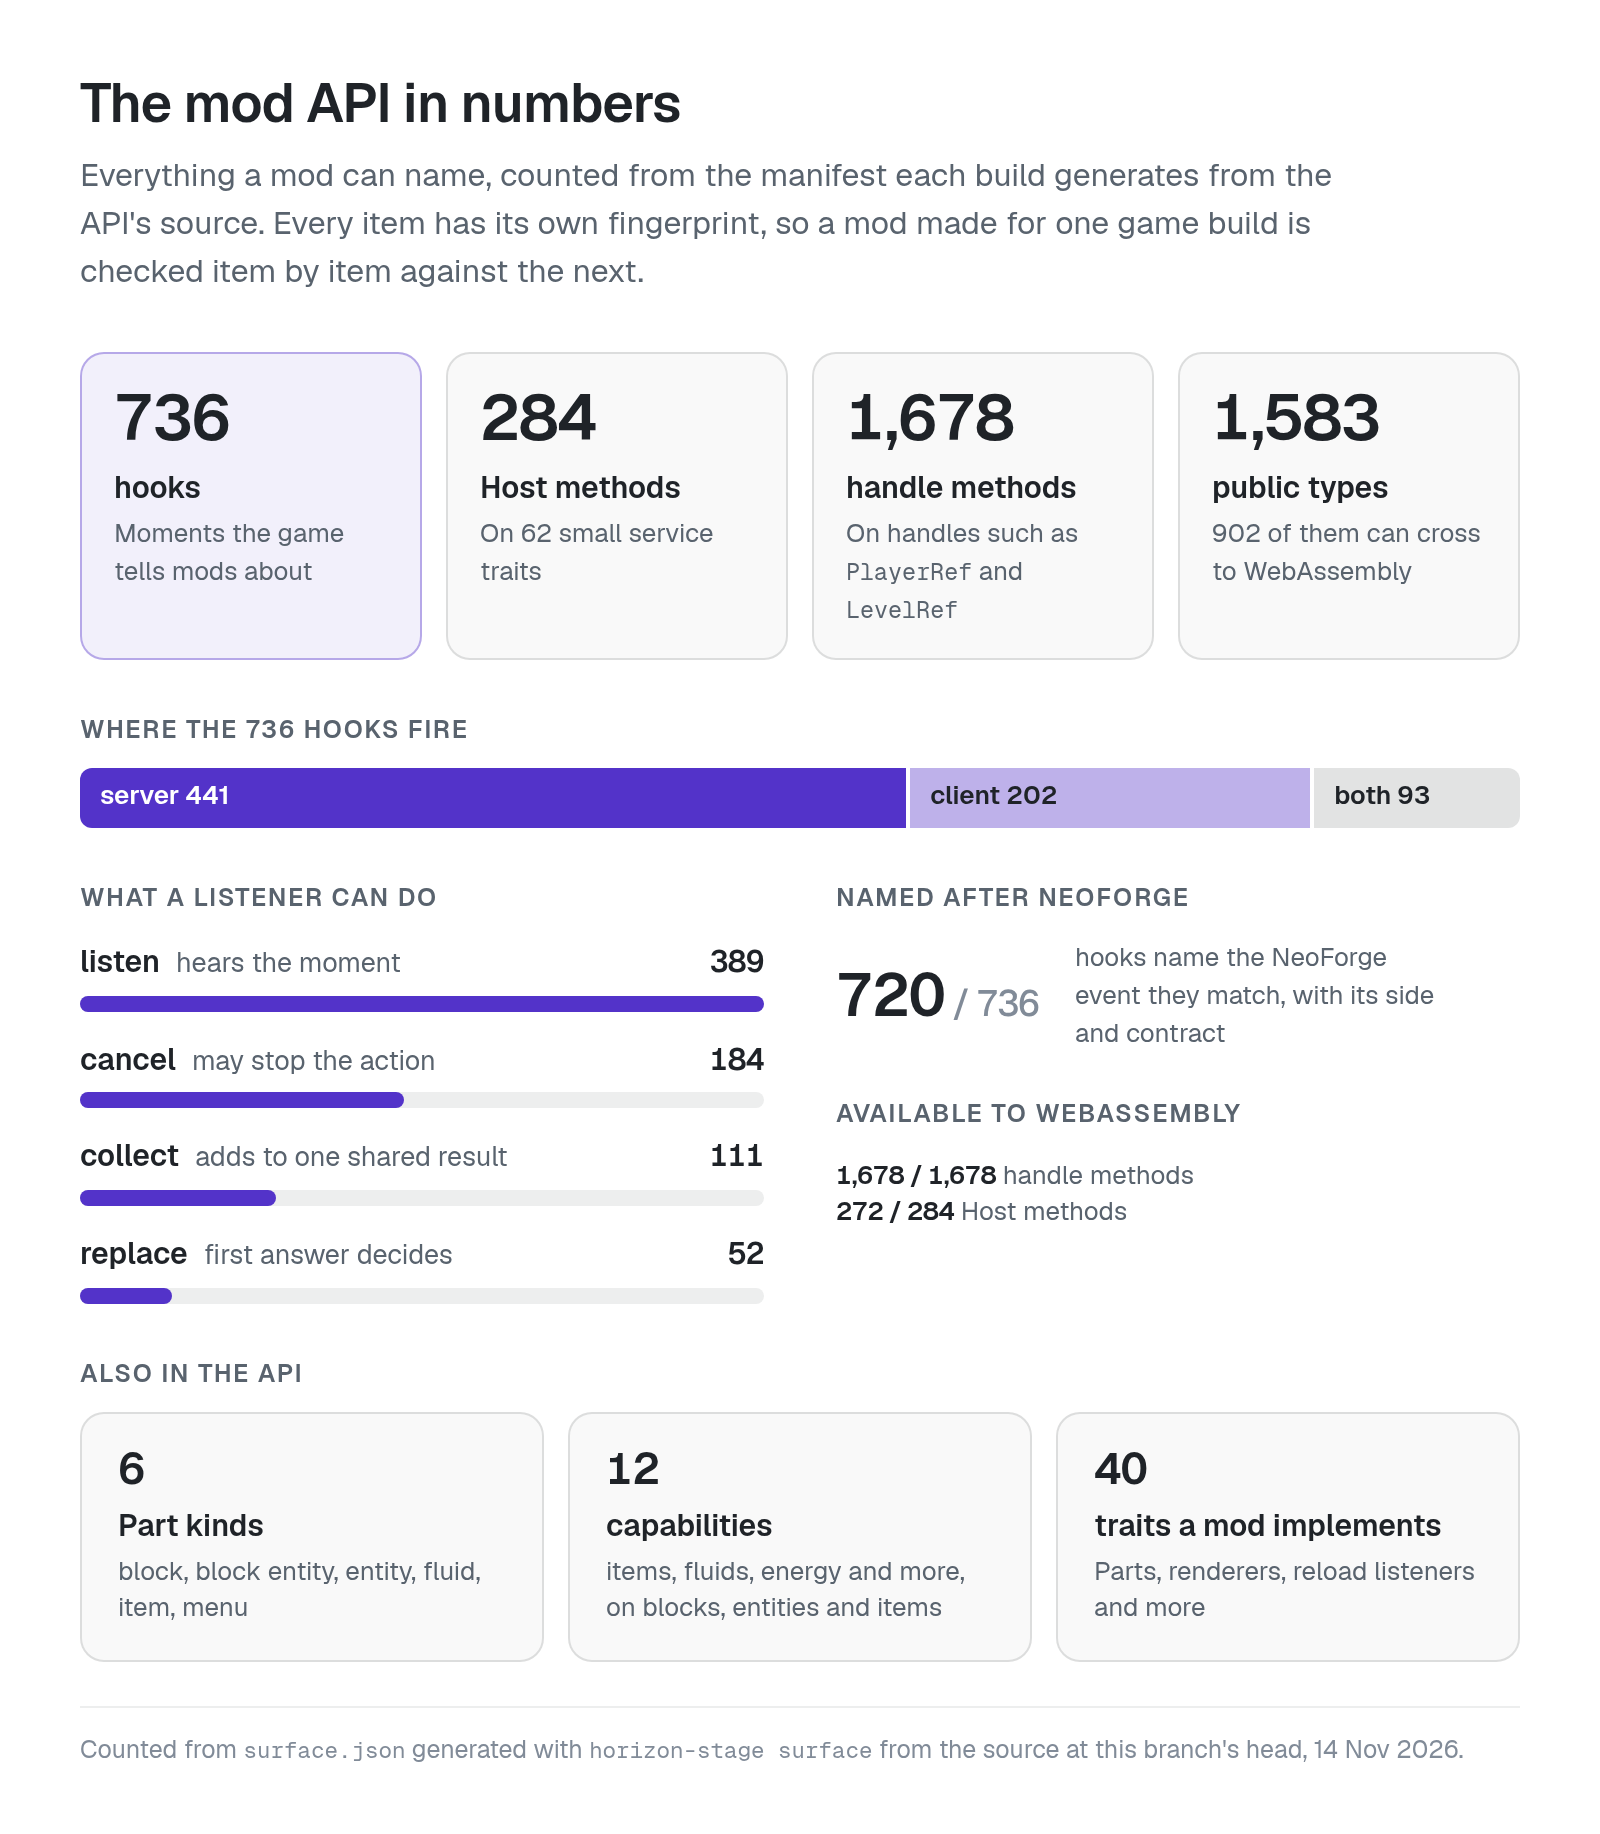 The mod API in numbers
Everything a mod can name, counted from the manifest each build generates from the
API's source. Every item has its own fingerprint, so a mod made for one game build is
checked item by item against the next.
736
hooks
Moments the game
tells mods about
284
Host methods
On 62 small service
traits
1,678
handle methods
On handles such as
PlayerRef and
LevelRef
1,583
public types
902 of them can cross
to WebAssembly
WHERE THE 736 HOOKS FIRE
server 441
client 202
both 93
WHAT A LISTENER CAN DO
listen hears the moment 389
cancel may stop the action 184
collect adds to one shared result 111
replace first answer decides 52
NAMED AFTER NEOFORGE
720 / 736
hooks name the NeoForge
event they match, with its side
and contract
AVAILABLE TO WEBASSEMBLY
1,678 / 1,678 handle methods
272 / 284 Host methods
ALSO IN THE API
6
Part kinds
block, block entity, entity, fluid,
item, menu
12
capabilities
items, fluids, energy and more,
on blocks, entities and items
40
traits a mod implements
Parts, renderers, reload listeners
and more
Counted from surface.json generated with horizon-stage surface from the source at this branch's head, 14 Nov 2026.